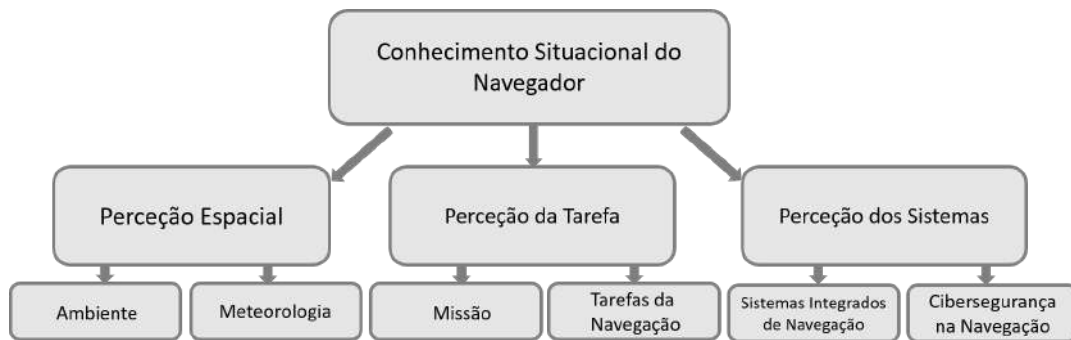 Conhecimento Situacional do
Navegador
Perceção Espacial
Perceção da Tarefa
Perceção dos Sistemas
Ambiente
Meteorologia
Missão
Tarefas da
Navegação
Sistemas Integrados
de Navegação
Cibersegurança
na Navegação